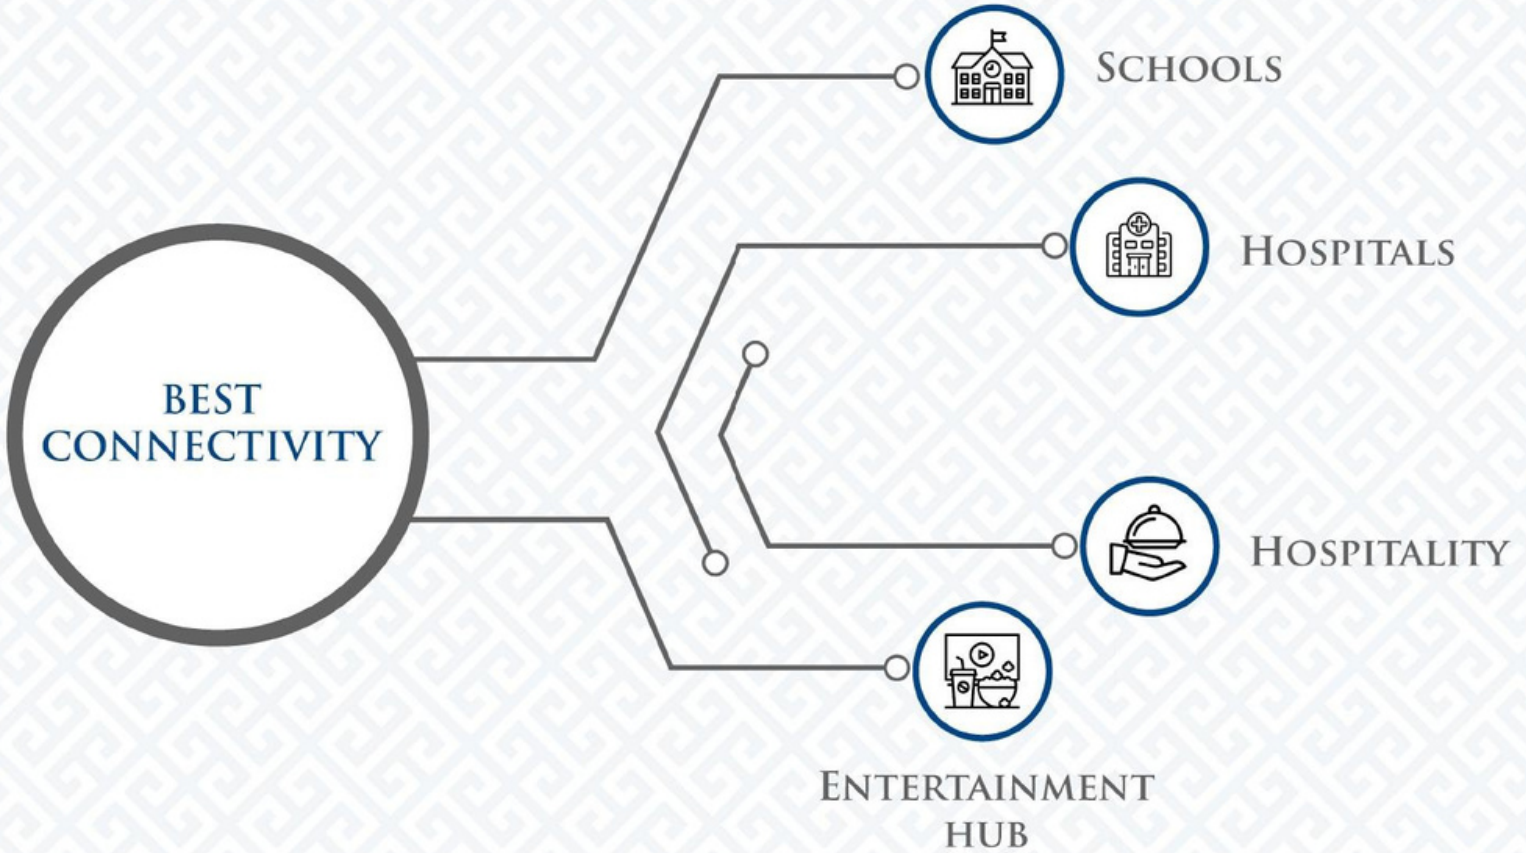 SCHOOLS
HOSPITALS
BEST
CONNECTIVITY
HOSPITALITY
ENTERTAINMENT
HUB